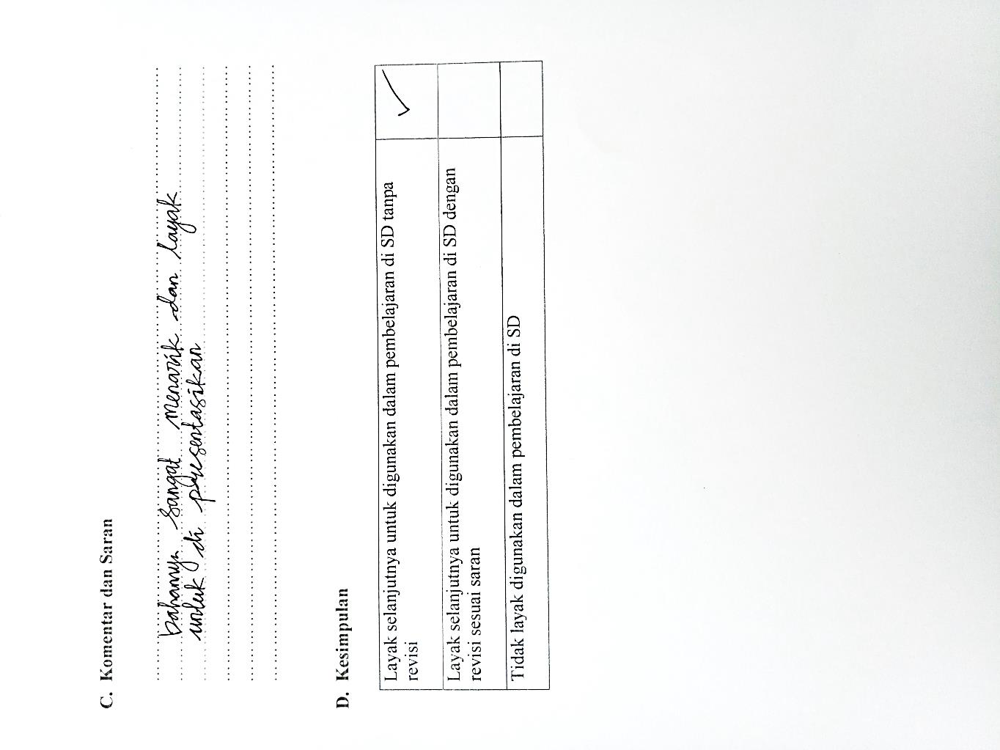 C. Komentar dan Saran
bahannya sangat menarik dan layak
untuk di presentasikan
D. Kesimpulan
Layak selanjutnya untuk digunakan dalam pembelajaran di SD tanpa
revisi
✓
Layak selanjutnya untuk digunakan dalam pembelajaran di SD dengan
revisi sesuai saran
Tidak layak digunakan dalam pembelajaran di SD